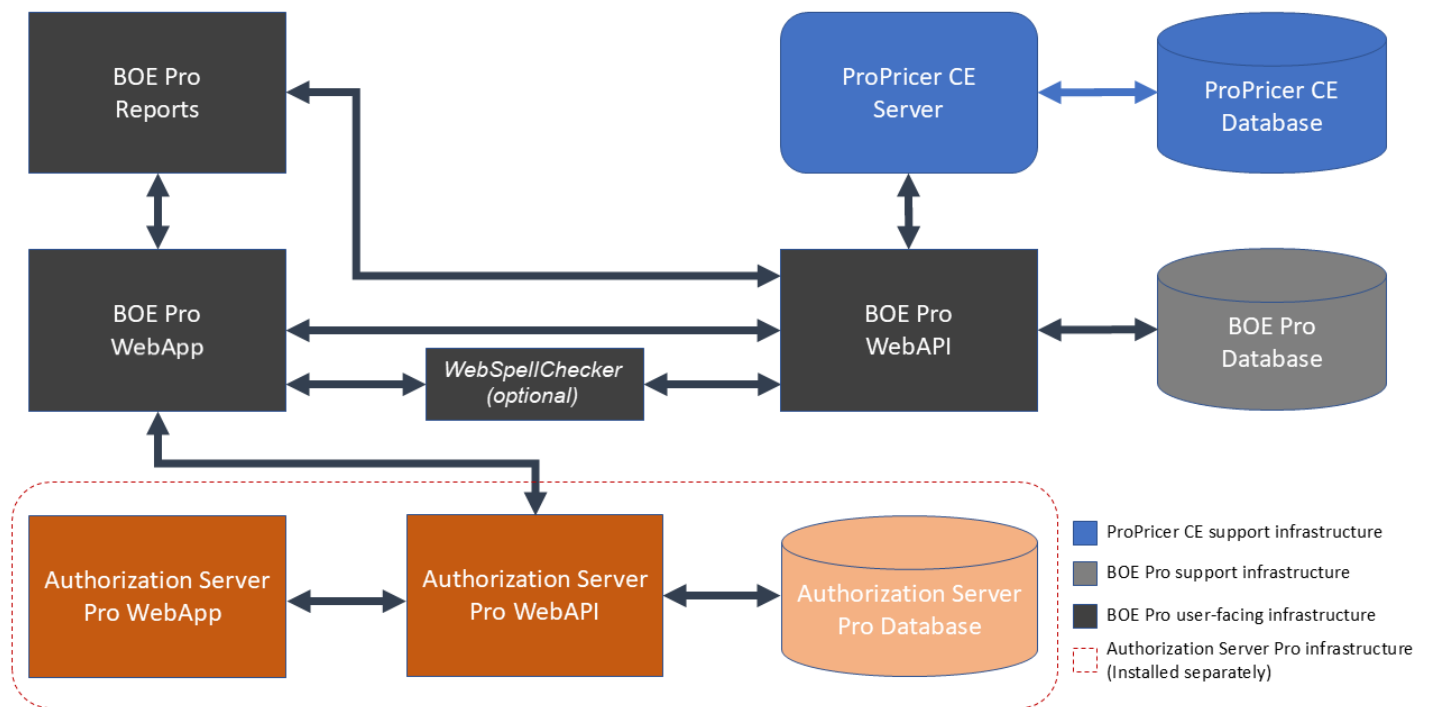 BOE Pro
Reports
ProPricer CE
Server
ProPricer CE
Database
BOE Pro
WebApp
WebSpellChecker
(optional)
BOE Pro
WebAPI
BOE Pro
Database
Authorization Server
Pro WebApp
Authorization Server
Pro WebAPI
Authorization Server
Pro Database
ProPricer CE support infrastructure
BOE Pro support infrastructure
BOE Pro user-facing infrastructure
Authorization Server Pro infrastructure
(Installed separately)